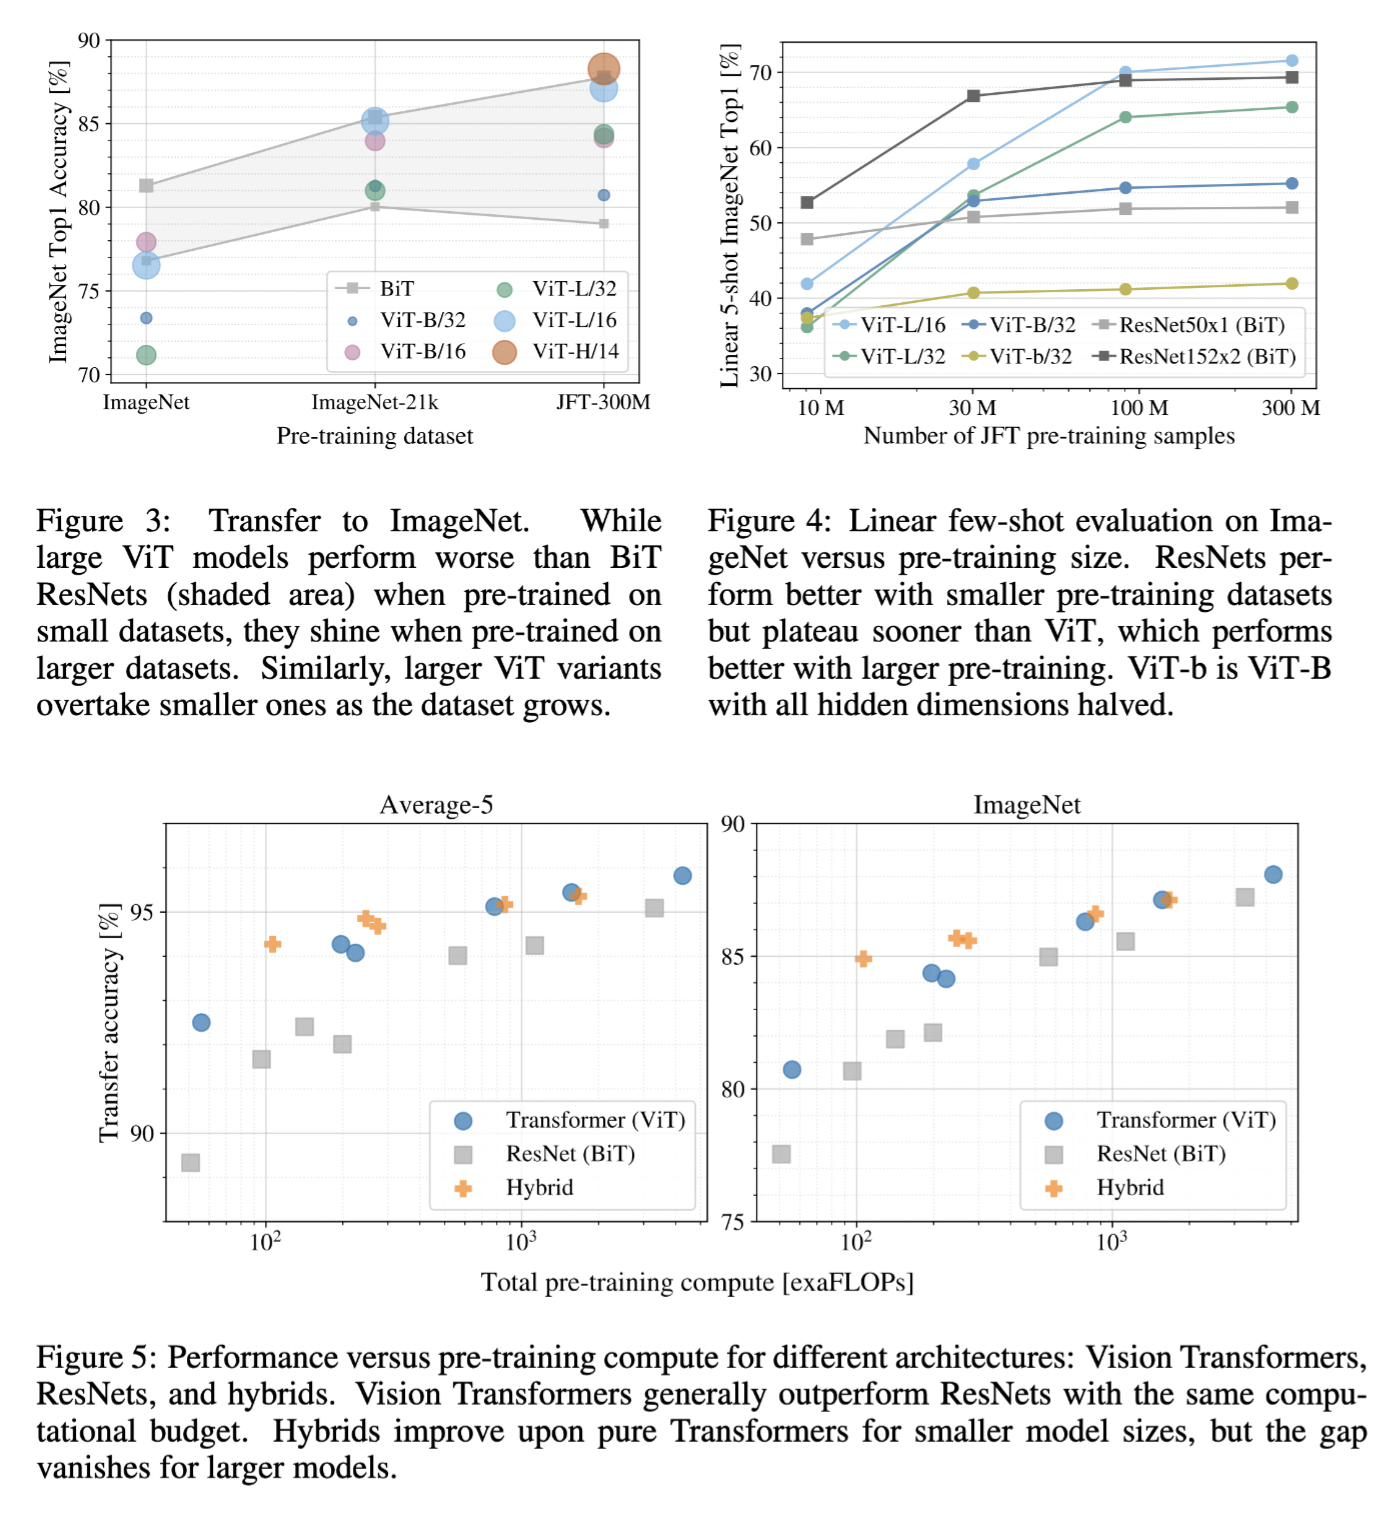 90
85
80
75
70
ImageNet Top1 Accuracy [%]
BiT
ViT-B/32
ViT-B/16
ViT-L/32
ViT-L/16
ViT-H/14
ImageNet
ImageNet-21k
JFT-300M
Pre-training dataset
70
60
50
40
30
Linear 5-shot ImageNet Top1 [%]
ViT-L/16
ViT-L/32
ViT-B/32
ViT-b/32
ResNet50x1 (BiT)
ResNet152x2 (BiT)
10 M
30 M
100 M
300 M
Number of JFT pre-training samples
Figure 3: Transfer to ImageNet. While
large ViT models perform worse than BiT
ResNets (shaded area) when pre-trained on
small datasets, they shine when pre-trained on
larger datasets. Similarly, larger ViT variants
overtake smaller ones as the dataset grows.
Figure 4: Linear few-shot evaluation on Ima-
geNet versus pre-training size. ResNets per-
form better with smaller pre-training datasets
but plateau sooner than ViT, which performs
better with larger pre-training. ViT-b is ViT-B
with all hidden dimensions halved.
Average-5
95
90
Transfer accuracy [%]
Transformer (ViT)
ResNet (BiT)
Hybrid
10²
10³
ImageNet
90
85
80
75
Transformer (ViT)
ResNet (BiT)
Hybrid
10²
10³
Total pre-training compute [exaFLOPs]
Figure 5: Performance versus pre-training compute for different architectures: Vision Transformers,
ResNets, and hybrids. Vision Transformers generally outperform ResNets with the same compu-
tational budget. Hybrids improve upon pure Transformers for smaller model sizes, but the gap
vanishes for larger models.